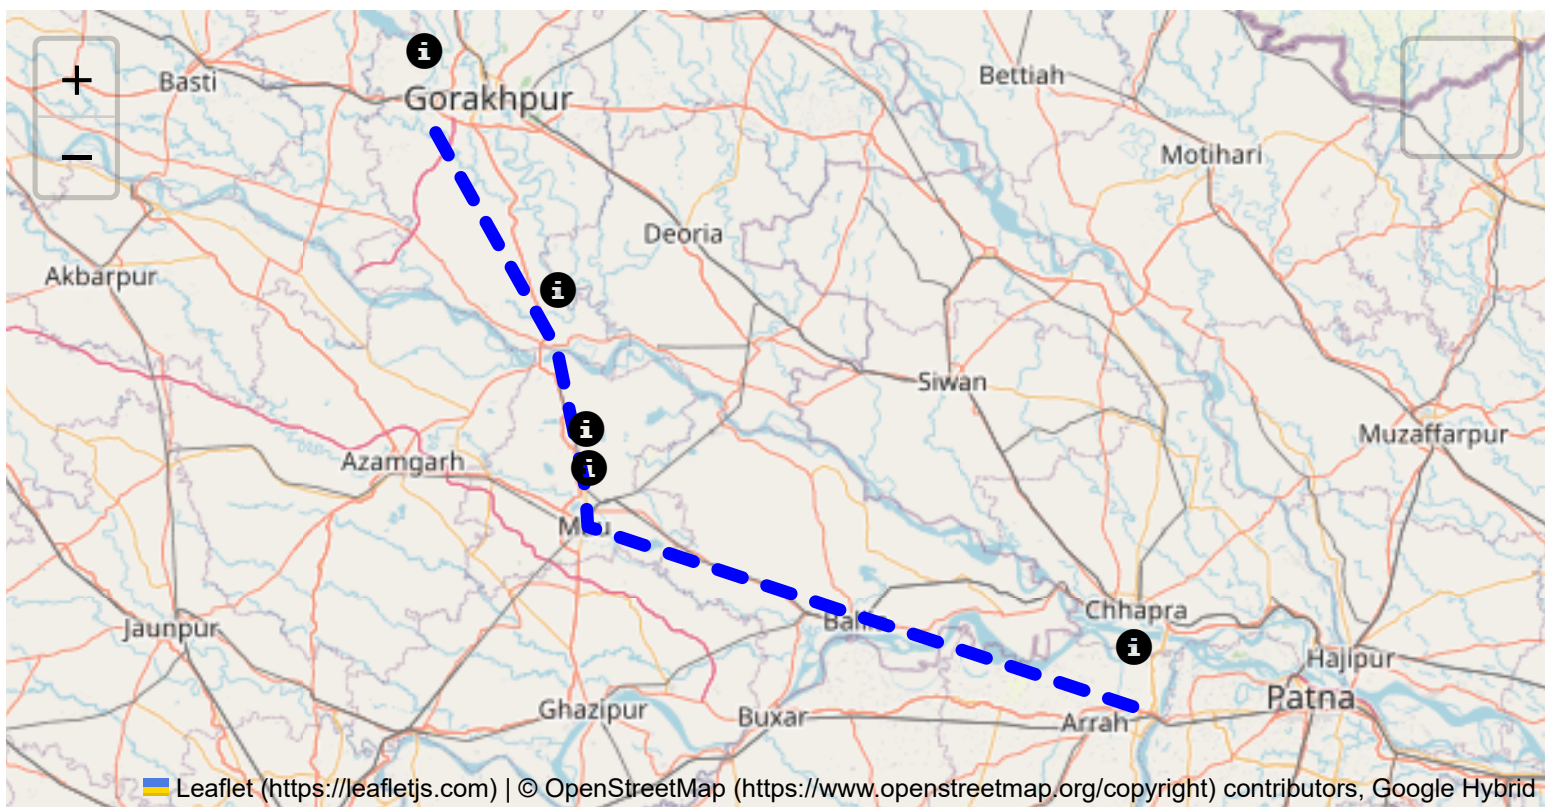 +
−
i
Bettiah
Basti
Gorakhpur
Motihari
Deoria
Akbarpur
i
Siwan
i
Muzaffarpur
Azamgarh
i
Chhapra
Jaunpur
i
Hajipur
Patna
Ghazipur
Buxar
Arrah
Leaflet (https://leafletjs.com) | © OpenStreetMap (https://www.openstreetmap.org/copyright) contributors, Google Hybrid